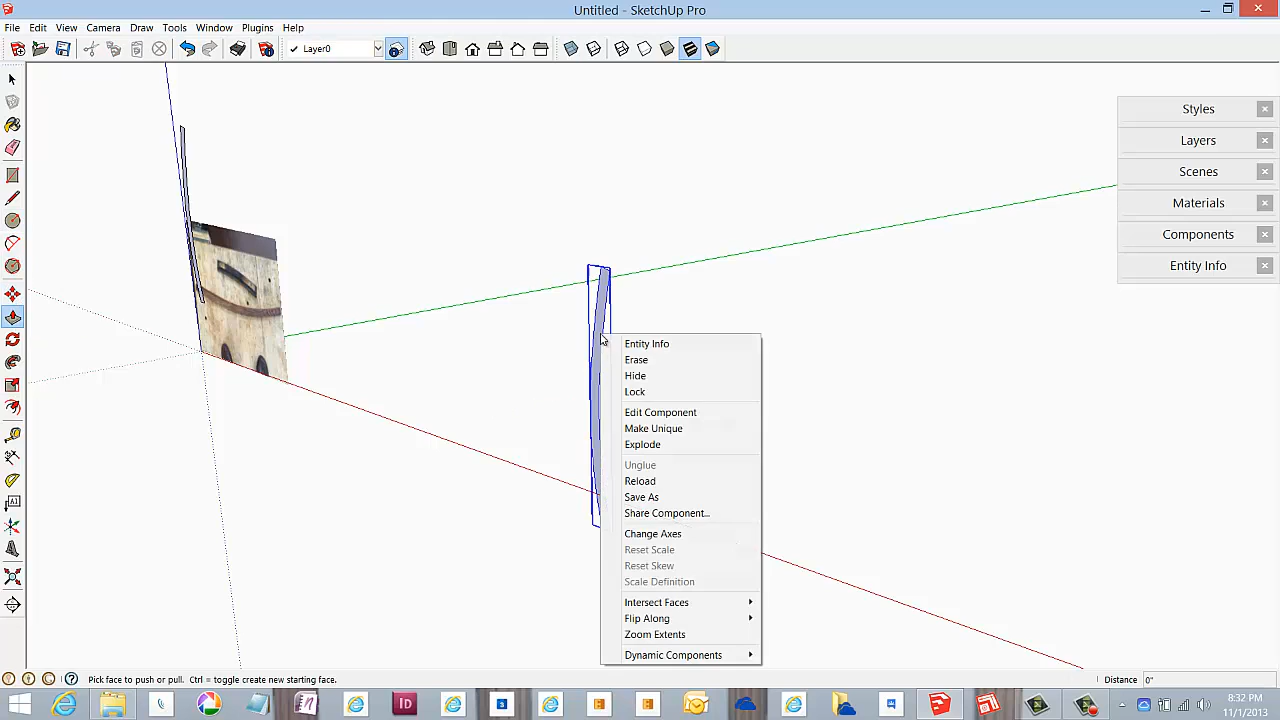 Untitled - SketchUp Pro
File Edit View Camera Draw Tools Window Plugins Help
Layer0
Styles
Layers
Scenes
Materials
Components
Entity Info
Entity Info
Erase
Hide
Lock
Edit Component
Make Unique
Explode
Unglue
Reload
Save As
Share Component...
Change Axes
Reset Scale
Reset Skew
Scale Definition
Intersect Faces
Flip Along
Zoom Extents
Dynamic Components
Pick face to push or pull. Ctrl = toggle create new starting face.
Distance 0"
8:32 PM
11/1/2013